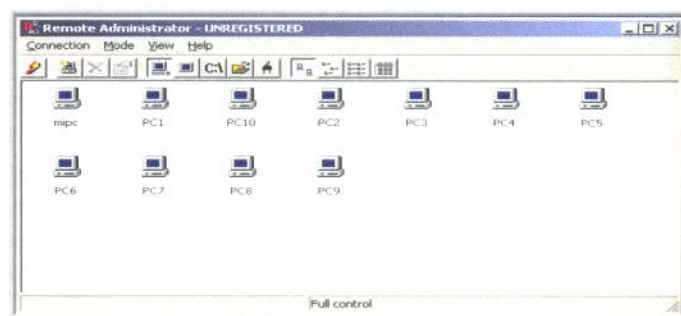 Remote Administrator - UNREGISTERED
Connection Mode View Help
C:\
mipc PC1 PC10 PC2 PC3 PC4 PC5
PC6 PC7 PC8 PC9
Full control